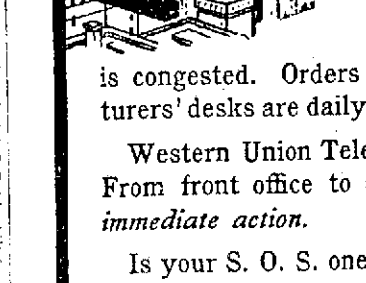 is congested. Orders
turers' desks are daily
Western Union Tele
From front office to
immediate action.
Is your S. O. S. one